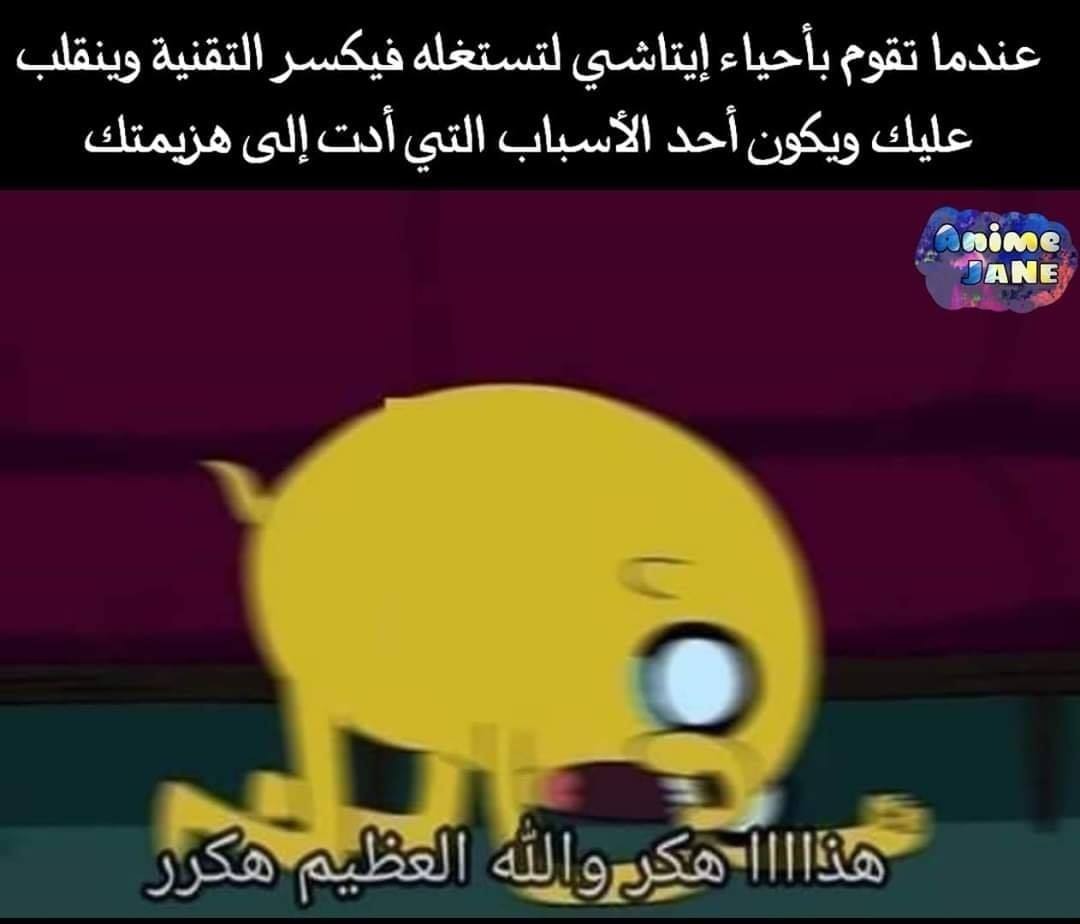 عندما تقوم بأحياء إيتاشي لتستغله فيكسر التقنية وينقلب
عليك ويكون أحد الأسباب التي أدت إلى هزيمتك
Anime
JANE
هذااااا هكر والله العظيم هكرر